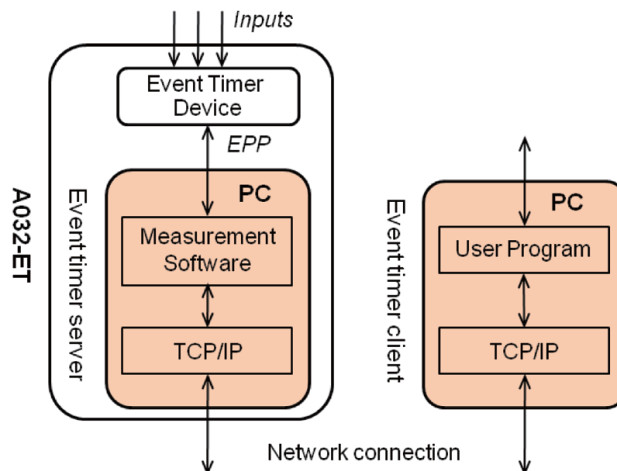 Inputs
Event Timer
Device
EPP
A032-ET
Event timer server
PC
Measurement
Software
TCP/IP
Event timer client
PC
User Program
TCP/IP
Network connection